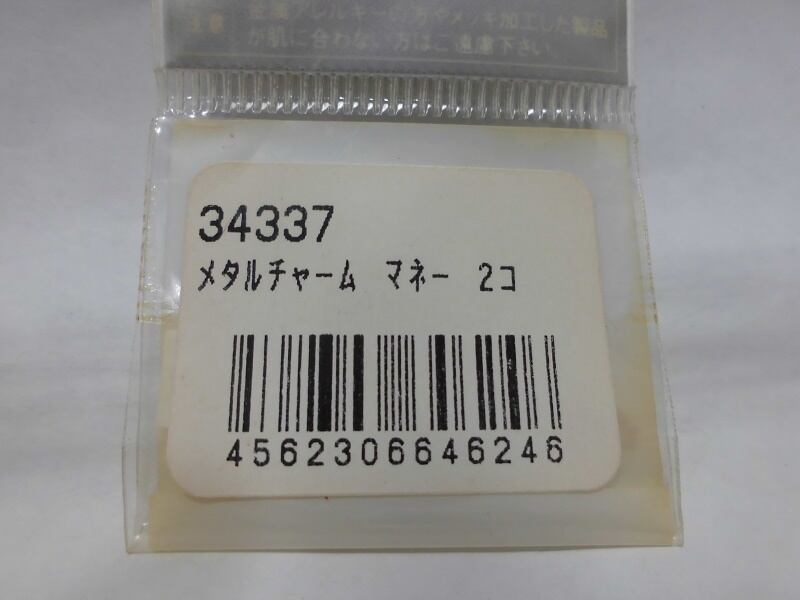 注意 金属アレルギーの方やメッキ加工した製品
が肌に合わない方はご遠慮下さい。
34337
メタルチャーム マネー 2コ
4562306646246